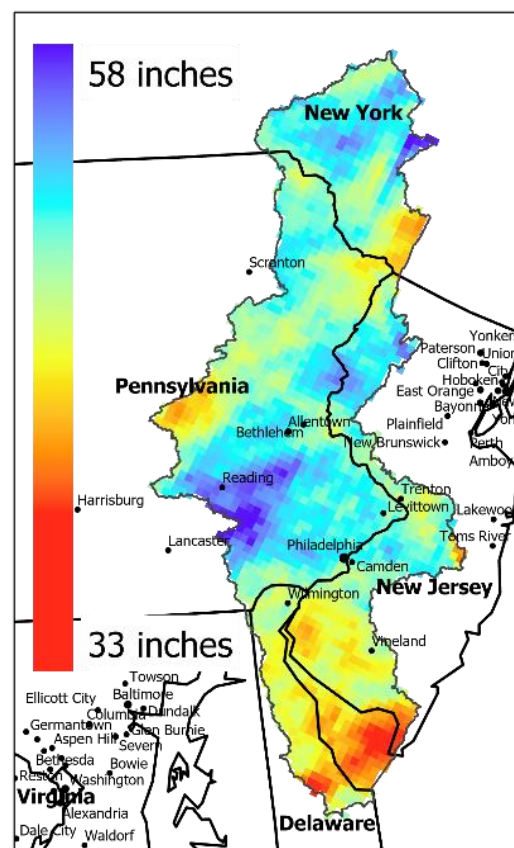 58 inches
New York
Scranton
Yonkers
Paterson
Union
Clifton
City
Hoboken
East Orange
Bayonne
Pennsylvania
Allentown
Bethlehem
Plainfield
New Brunswick
Perth
Amboy
Reading
Trenton
Harrisburg
Levittown
Lakewood
Toms River
Lancaster
Philadelphia
Camden
New Jersey
Wilmington
33 inches
Vineland
Towson
Ellicott City
Baltimore
Columbia
Dundalk
Germantown
Glen Burnie
Aspen Hill
Severn
Bethesda
Bowie
Reston
Washington
Virginia
Alexandria
Delaware
Dale City
Waldorf